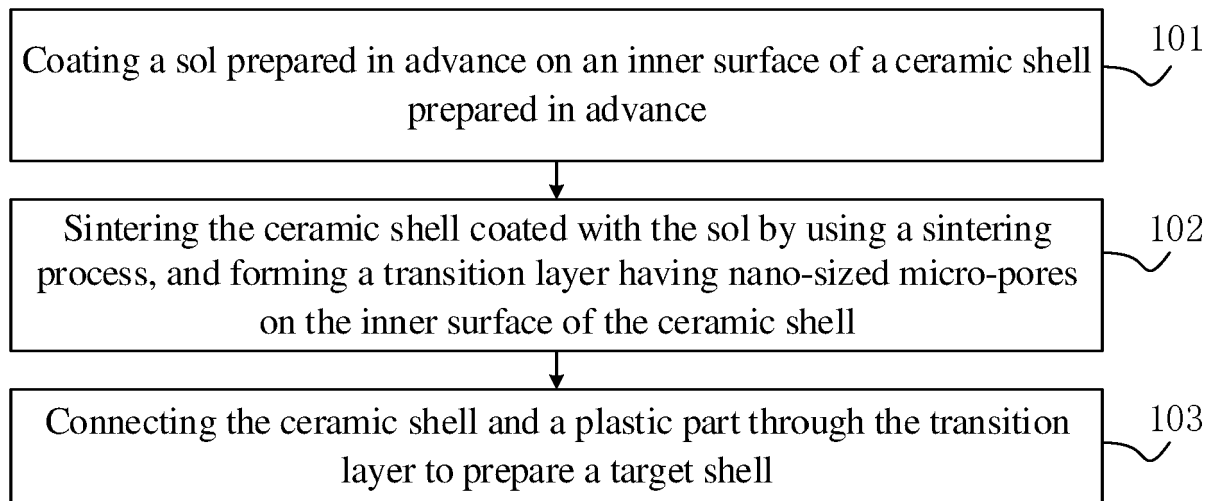 Coating a sol prepared in advance on an inner surface of a ceramic shell
prepared in advance
101
Sintering the ceramic shell coated with the sol by using a sintering
process, and forming a transition layer having nano-sized micro-pores
on the inner surface of the ceramic shell
102
Connecting the ceramic shell and a plastic part through the transition
layer to prepare a target shell
103